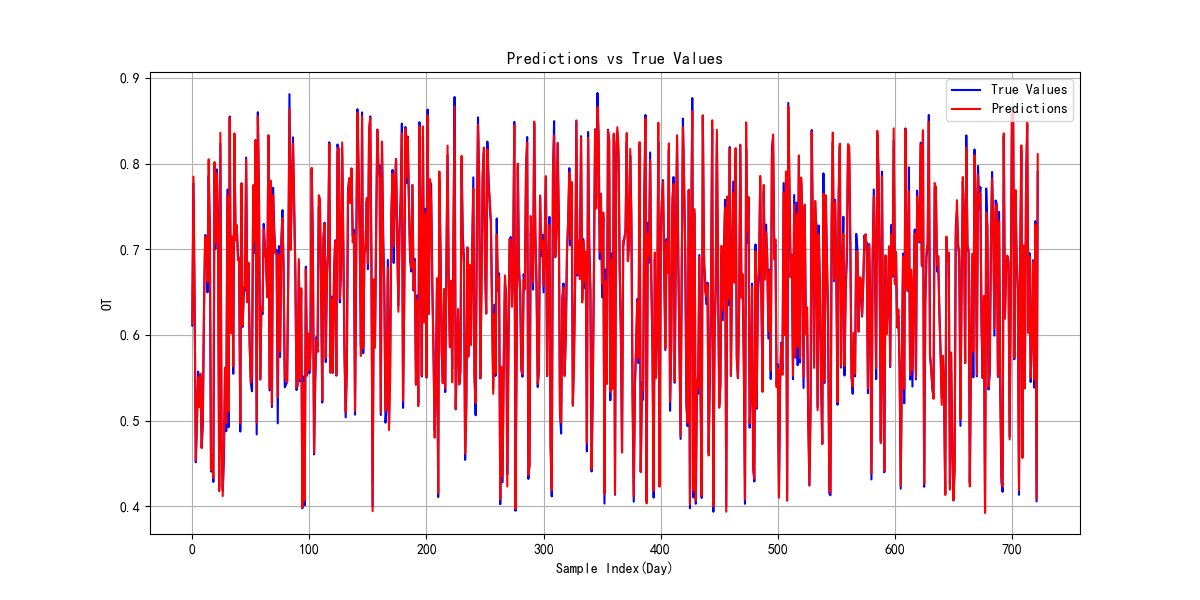 Predictions vs True Values
True Values
Predictions
0.9
0.8
0.7
0.6
0.5
0.4
OT
0 100 200 300 400 500 600 700
Sample Index(Day)